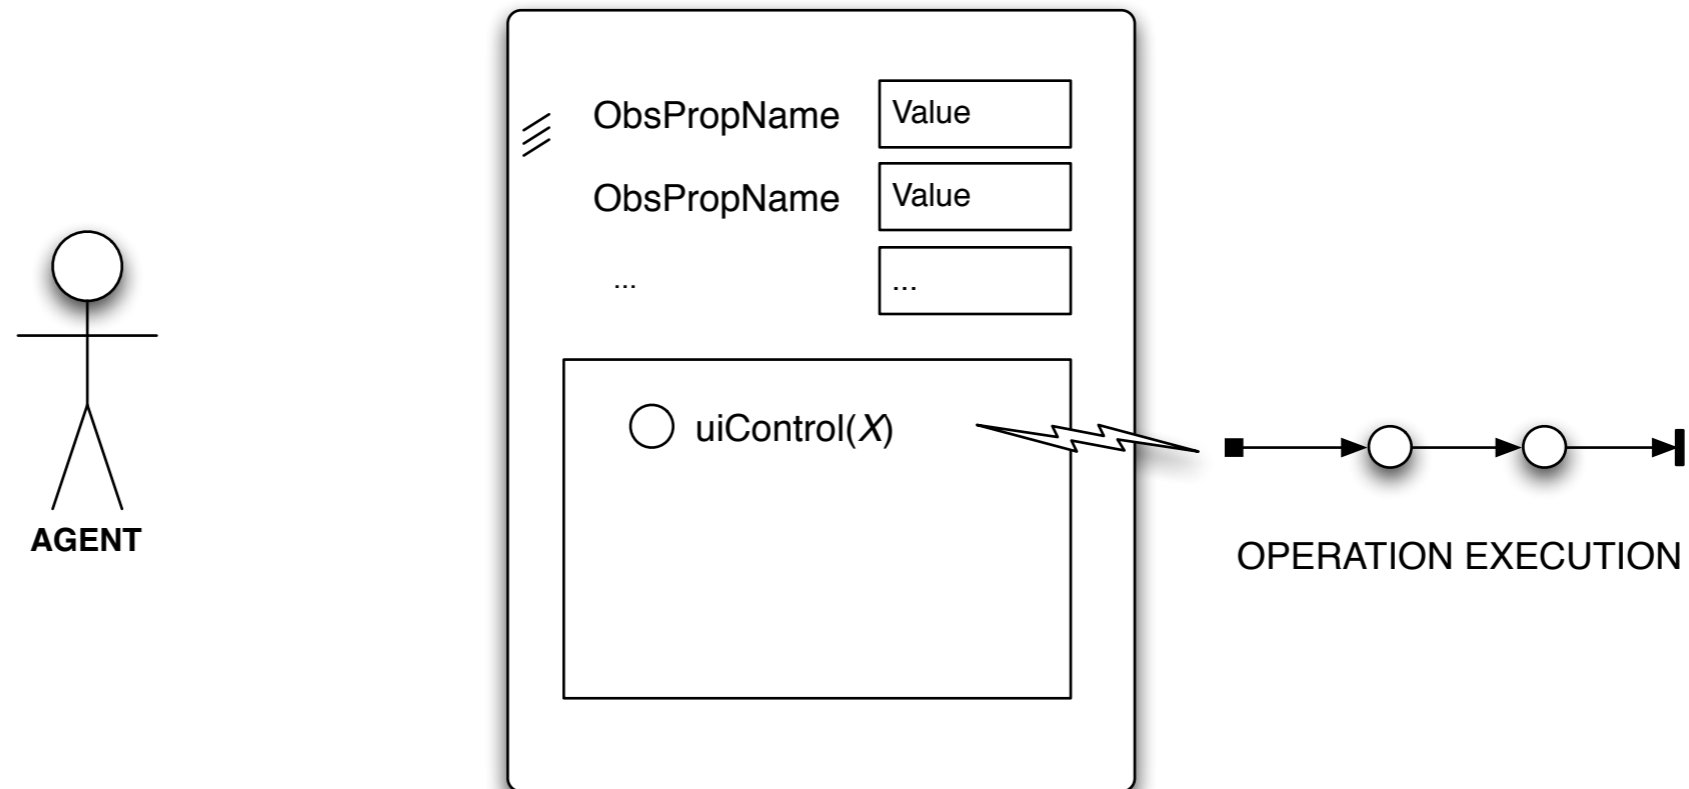 ObsPropName Value
ObsPropName Value
... ...
uiControl(X)
AGENT
OPERATION EXECUTION